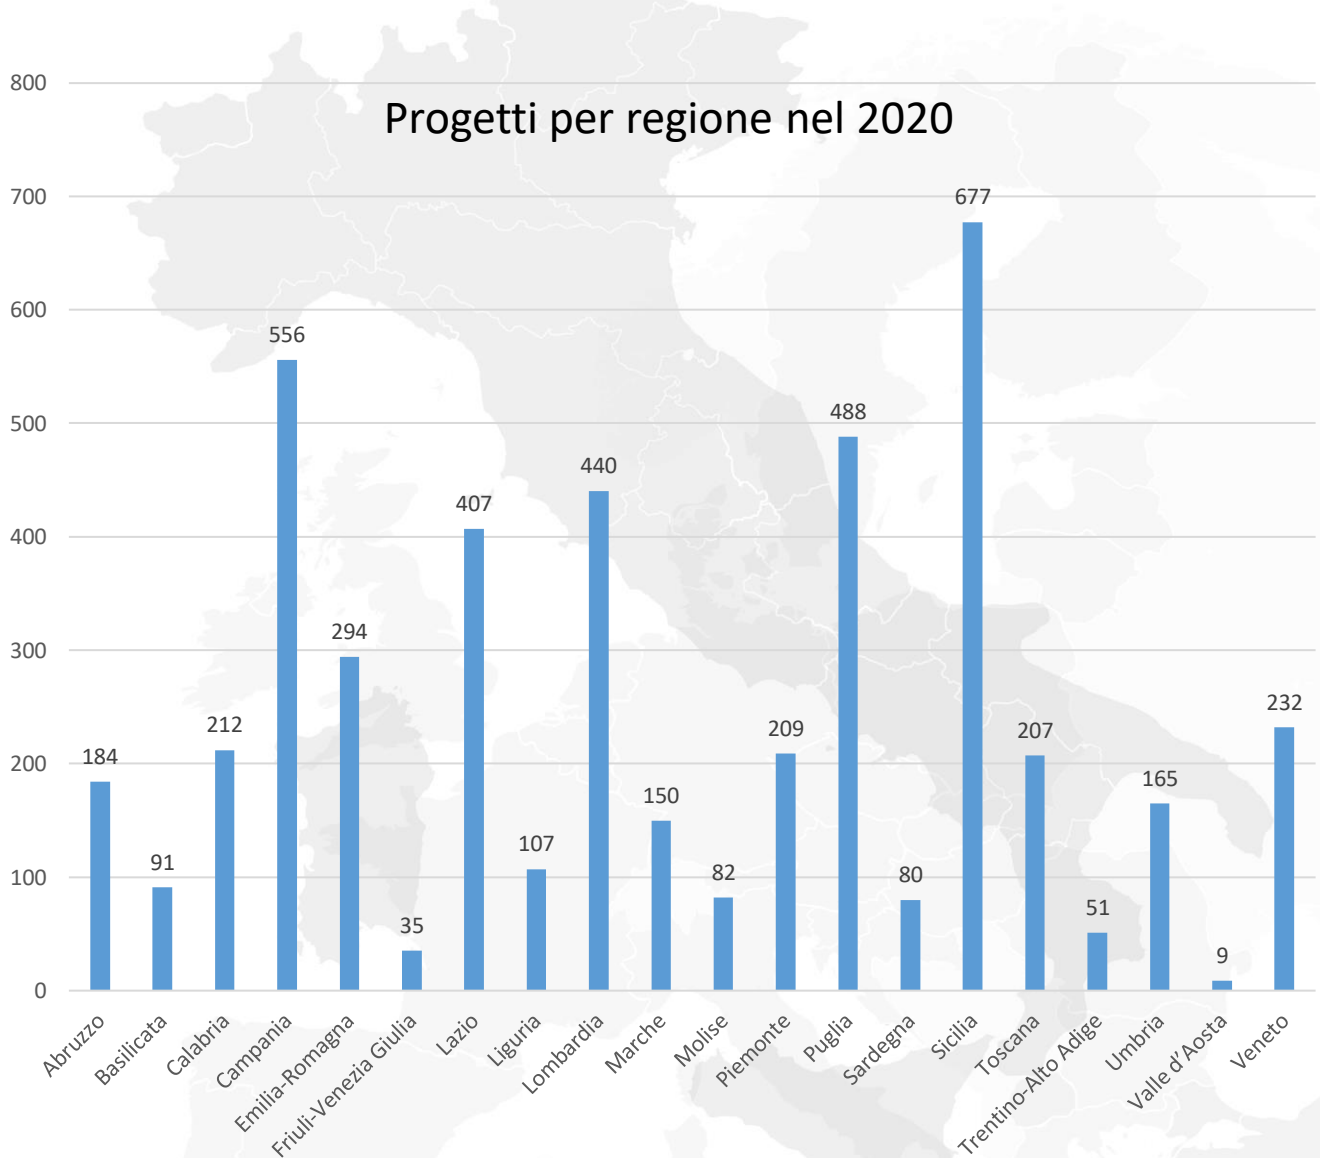 Progetti per regione nel 2020
800
700
600
500
400
300
200
100
0
184
91
212
556
294
35
407
107
440
150
82
209
488
80
677
207
51
165
9
232
Abruzzo
Basilicata
Calabria
Campania
Emilia-Romagna
Friuli-Venezia Giulia
Lazio
Liguria
Lombardia
Marche
Molise
Piemonte
Puglia
Sardegna
Sicilia
Toscana
Trentino-Alto Adige
Umbria
Valle d'Aosta
Veneto